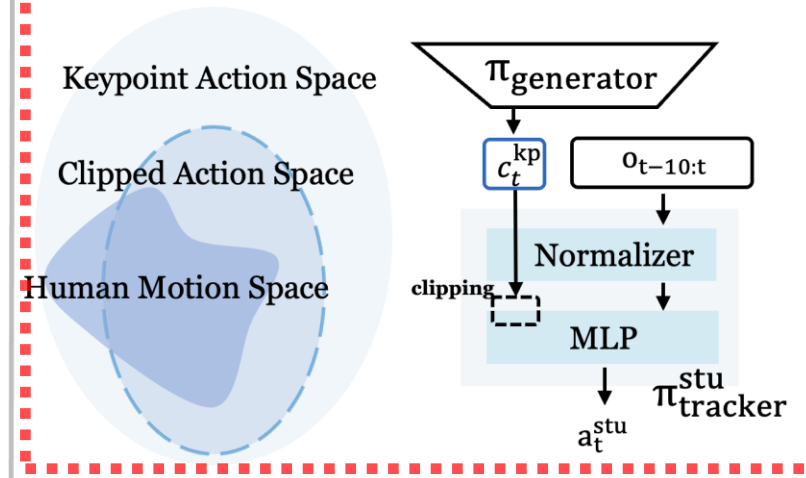 Keypoint Action Space
Clipped Action Space
Human Motion Space
π_generator
c_t^kp
o_{t−10:t}
Normalizer
clipping
MLP
π_tracker^stu
a_t^stu